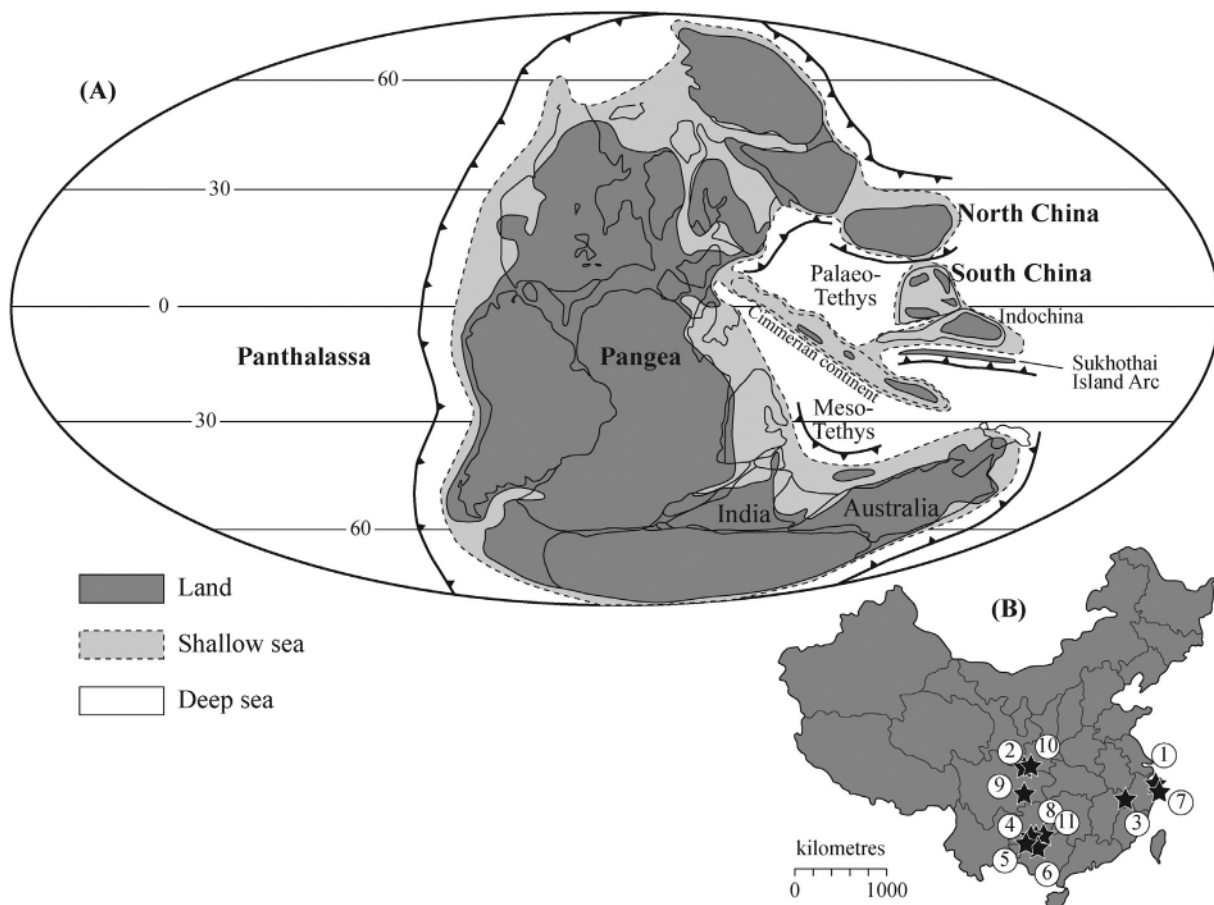 (A)
60
30
North China
South China
Palaeo-
Tethys
0
Indochina
Cimmerian continent
Panthalassa
Pangea
Sukhothai
Island Arc
Meso-
Tethys
30
India
Australia
60
Land
Shallow sea
Deep sea
(B)
2
10
1
9
7
8
4
11
3
5
6
kilometres
0
1000